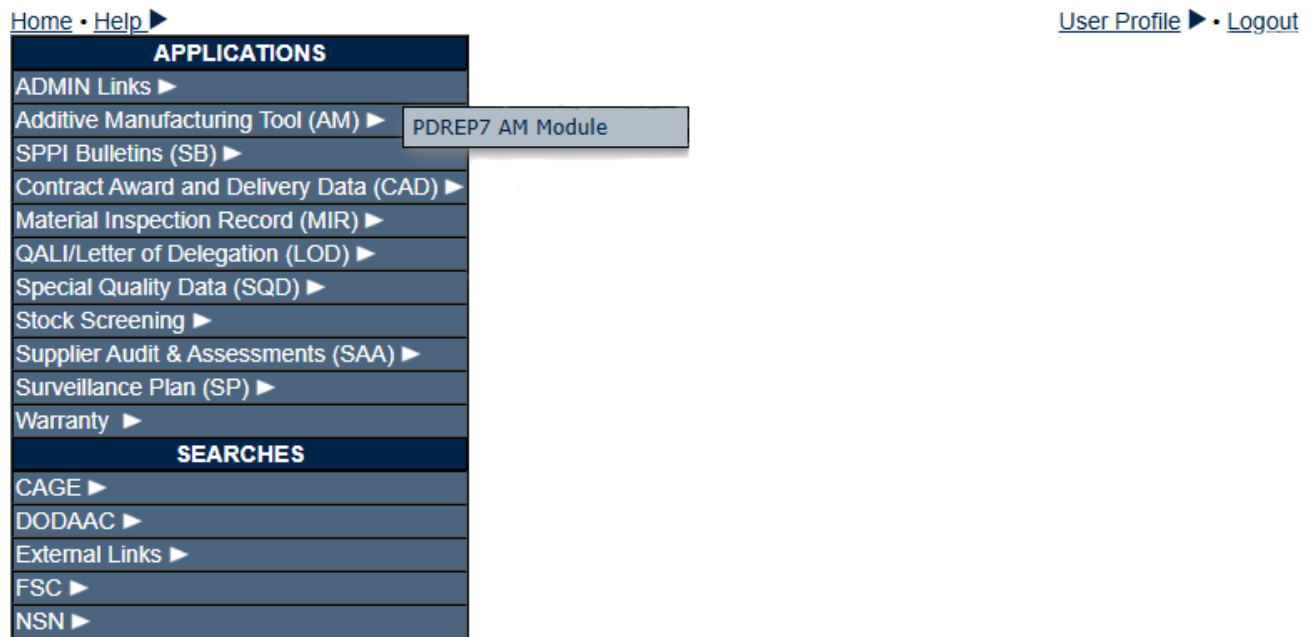 Home • Help ▶ User Profile ▶ • Logout
APPLICATIONS
ADMIN Links ▶
Additive Manufacturing Tool (AM) ▶ PDREP7 AM Module
SPPI Bulletins (SB) ▶
Contract Award and Delivery Data (CAD) ▶
Material Inspection Record (MIR) ▶
QALI/Letter of Delegation (LOD) ▶
Special Quality Data (SQD) ▶
Stock Screening ▶
Supplier Audit & Assessments (SAA) ▶
Surveillance Plan (SP) ▶
Warranty ▶
SEARCHES
CAGE ▶
DODAAC ▶
External Links ▶
FSC ▶
NSN ▶